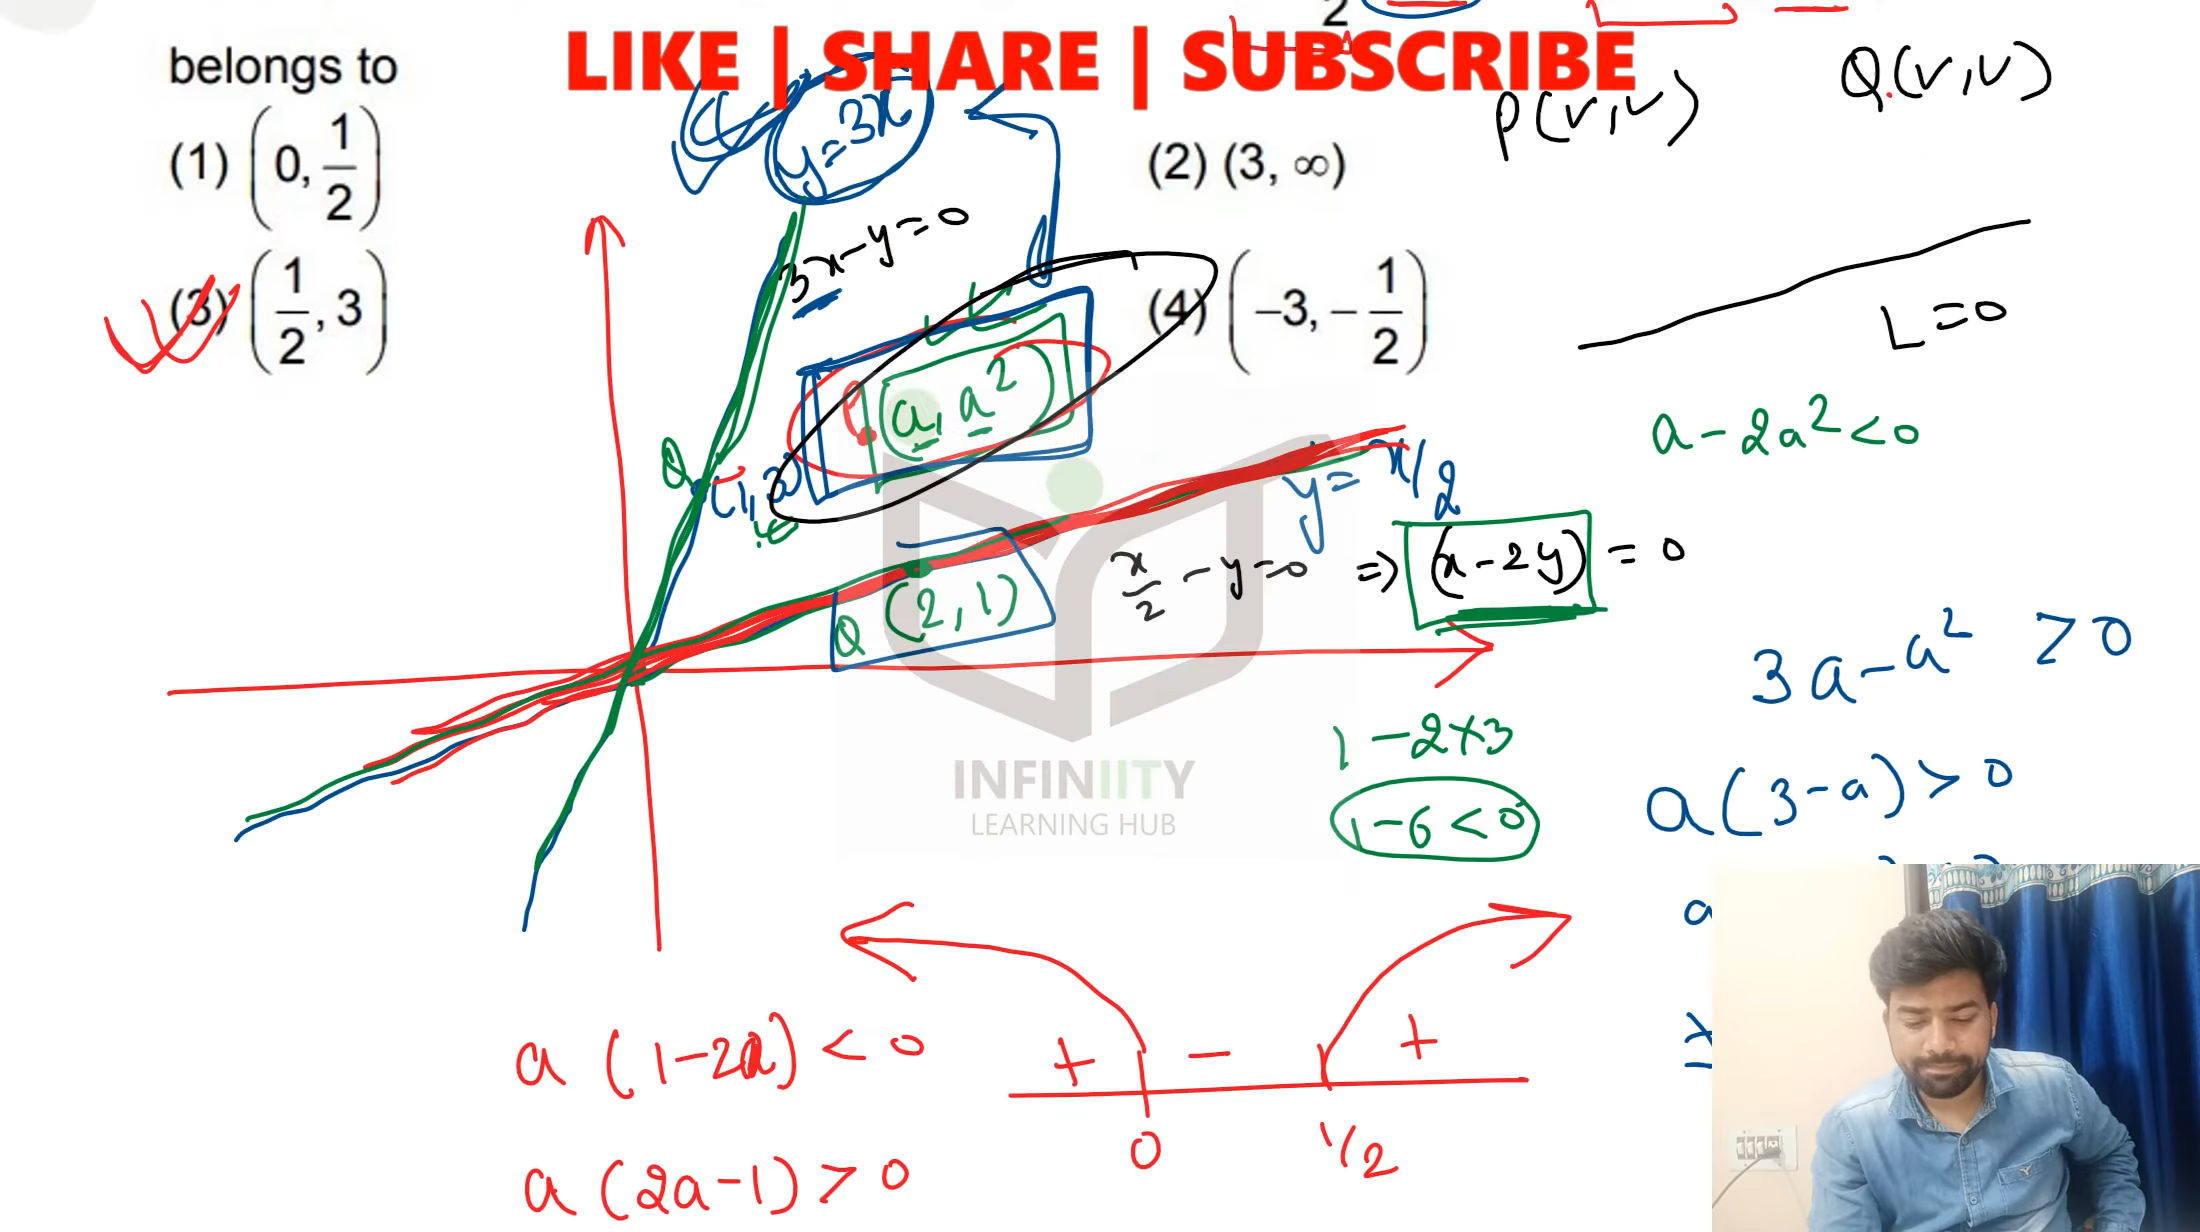 2
LIKE | SHARE | SUBSCRIBE
belongs to
(1) (0, 1/2)
(2) (3, ∞)
(3) (1/2, 3)
(4) (−3, −1/2)
y=3x
P(v,v)
Q(v,v)
3x-y=0
L=0
P(a, a²)
a-2a²<0
Q
y= x/2
x/2 -y=0 ⇒ (x-2y) = 0
Q (2,1)
3a-a² >0
1-2×3
1-6<0
a(3-a)>0
INFINIITY
LEARNING HUB
a
a (1-2a) < 0
+ - +
0 1/2
a (2a-1) > 0